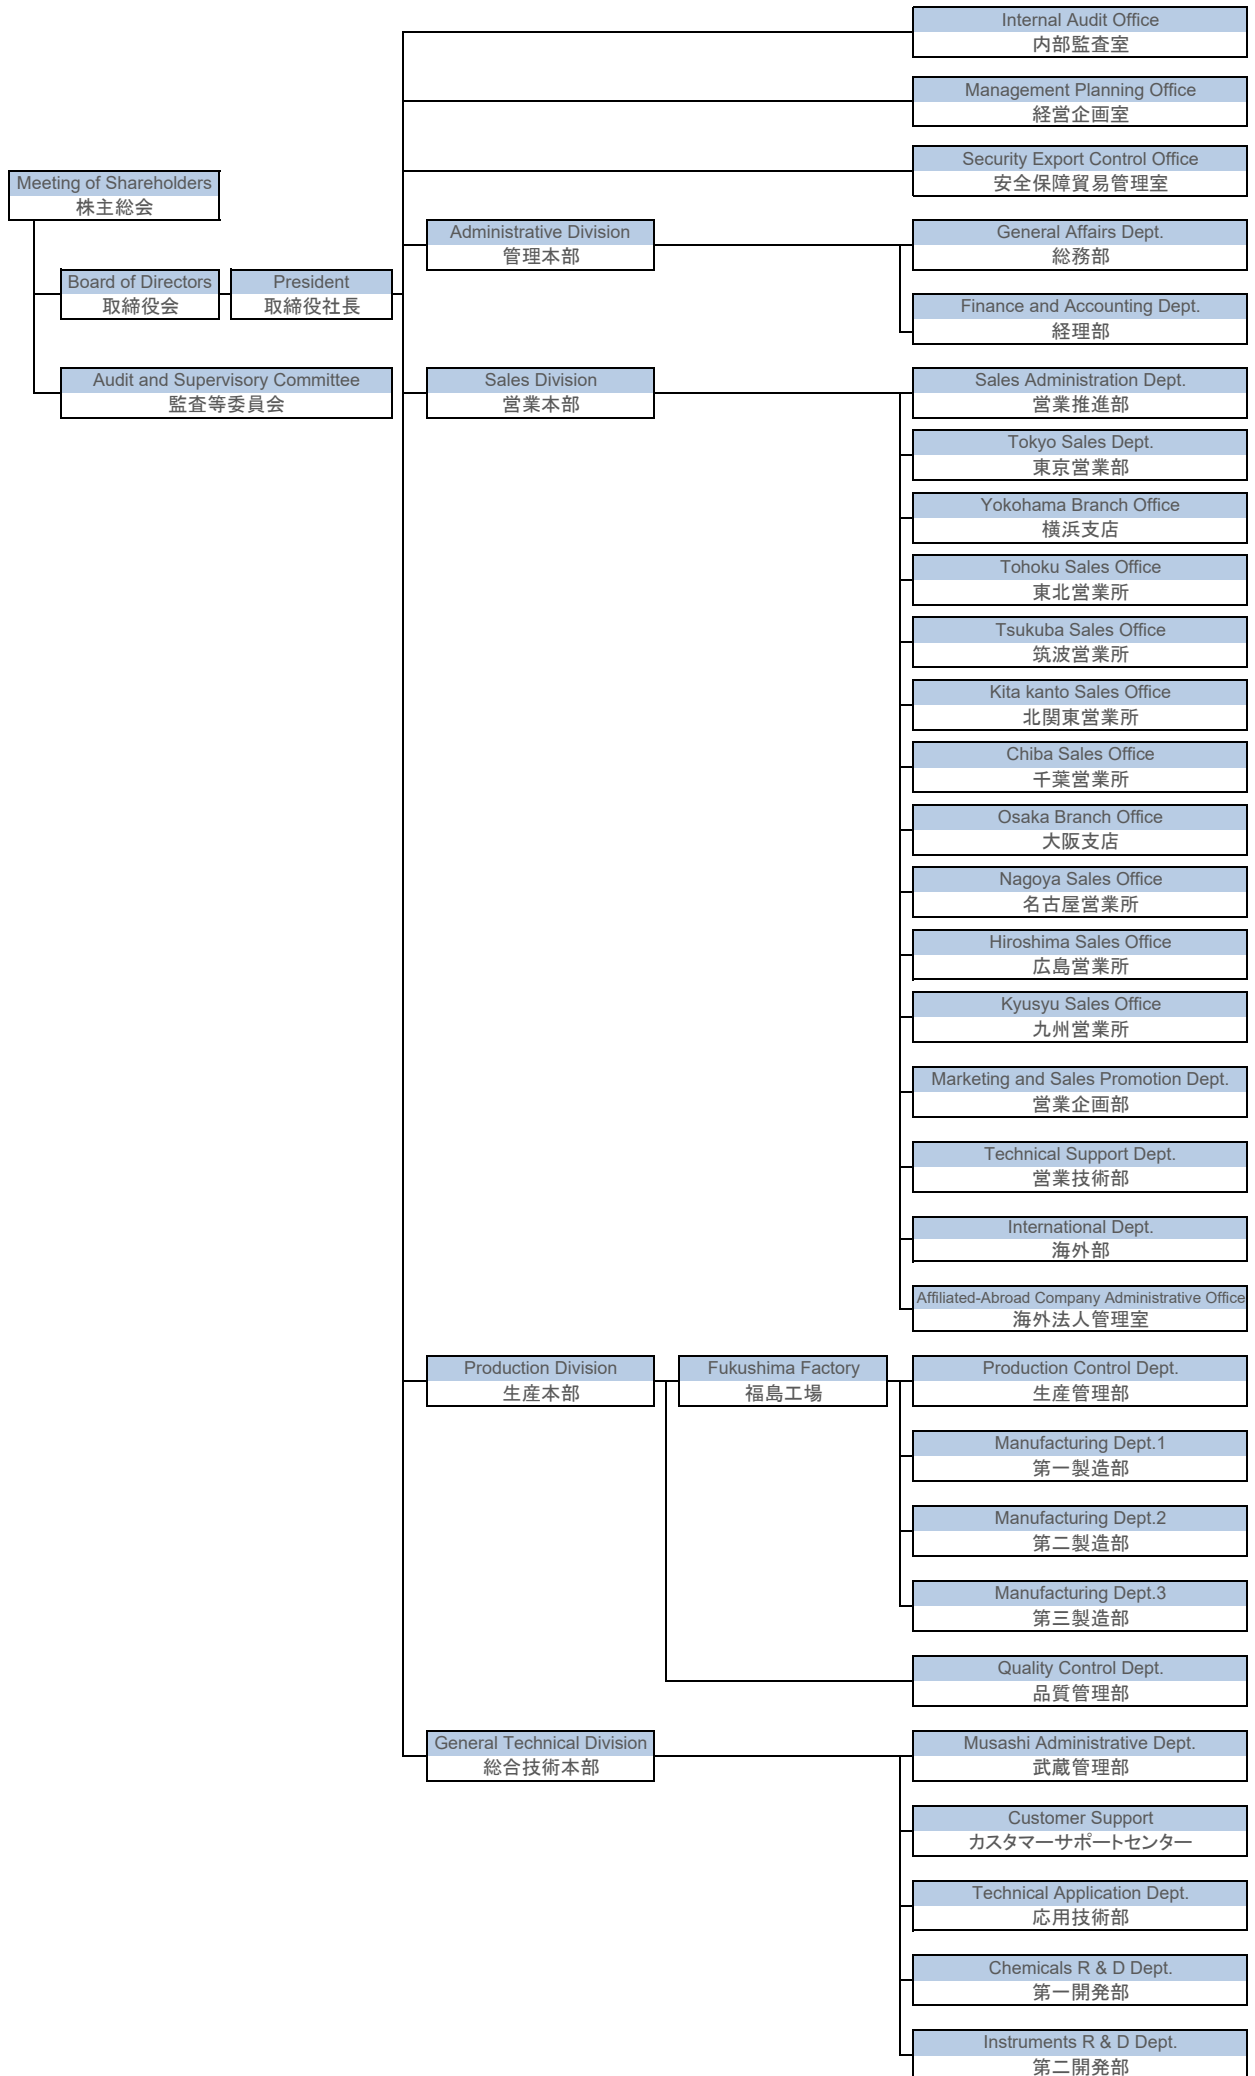 Internal Audit Office
内部監査室
Management Planning Office
経営企画室
Security Export Control Office
安全保障貿易管理室
Meeting of Shareholders
株主総会
Administrative Division
管理本部
General Affairs Dept.
総務部
Board of Directors
取締役会
President
取締役社長
Finance and Accounting Dept.
経理部
Audit and Supervisory Committee
監査等委員会
Sales Division
営業本部
Sales Administration Dept.
営業推進部
Tokyo Sales Dept.
東京営業部
Yokohama Branch Office
横浜支店
Tohoku Sales Office
東北営業所
Tsukuba Sales Office
筑波営業所
Kita kanto Sales Office
北関東営業所
Chiba Sales Office
千葉営業所
Osaka Branch Office
大阪支店
Nagoya Sales Office
名古屋営業所
Hiroshima Sales Office
広島営業所
Kyusyu Sales Office
九州営業所
Marketing and Sales Promotion Dept.
営業企画部
Technical Support Dept.
営業技術部
International Dept.
海外部
Affiliated-Abroad Company Administrative Office
海外法人管理室
Production Division
生産本部
Fukushima Factory
福島工場
Production Control Dept.
生産管理部
Manufacturing Dept.1
第一製造部
Manufacturing Dept.2
第二製造部
Manufacturing Dept.3
第三製造部
Quality Control Dept.
品質管理部
General Technical Division
総合技術本部
Musashi Administrative Dept.
武蔵管理部
Customer Support
カスタマーサポートセンター
Technical Application Dept.
応用技術部
Chemicals R & D Dept.
第一開発部
Instruments R & D Dept.
第二開発部